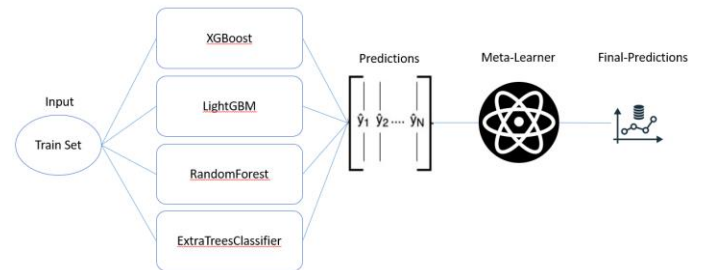 Input
Train Set
XGBoost
LightGBM
RandomForest
ExtraTreesClassifier
Predictions
ŷ1 ŷ2 .... ŷN
Meta-Learner
Final-Predictions